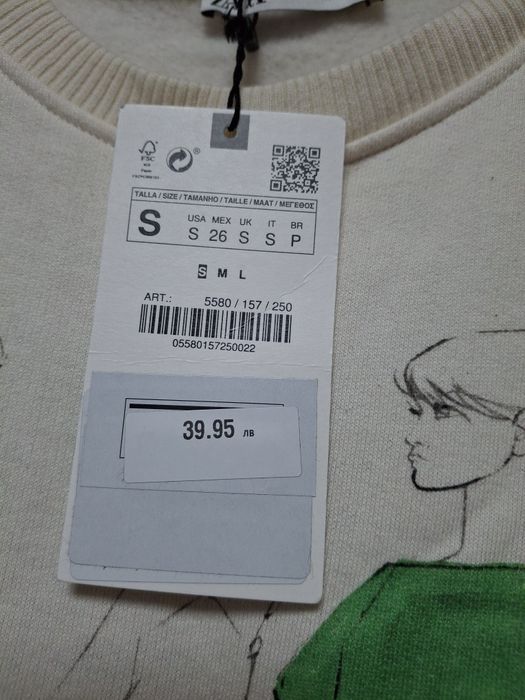 FSC
TALLA / SIZE / TAMANHO / TAILLE / MAAT / ΜΕΓΕΘΟΣ
S USA MEX UK IT BR
S 26 S S P
S M L
ART.: 5580 / 157 / 250
05580157250022
39.95 лв